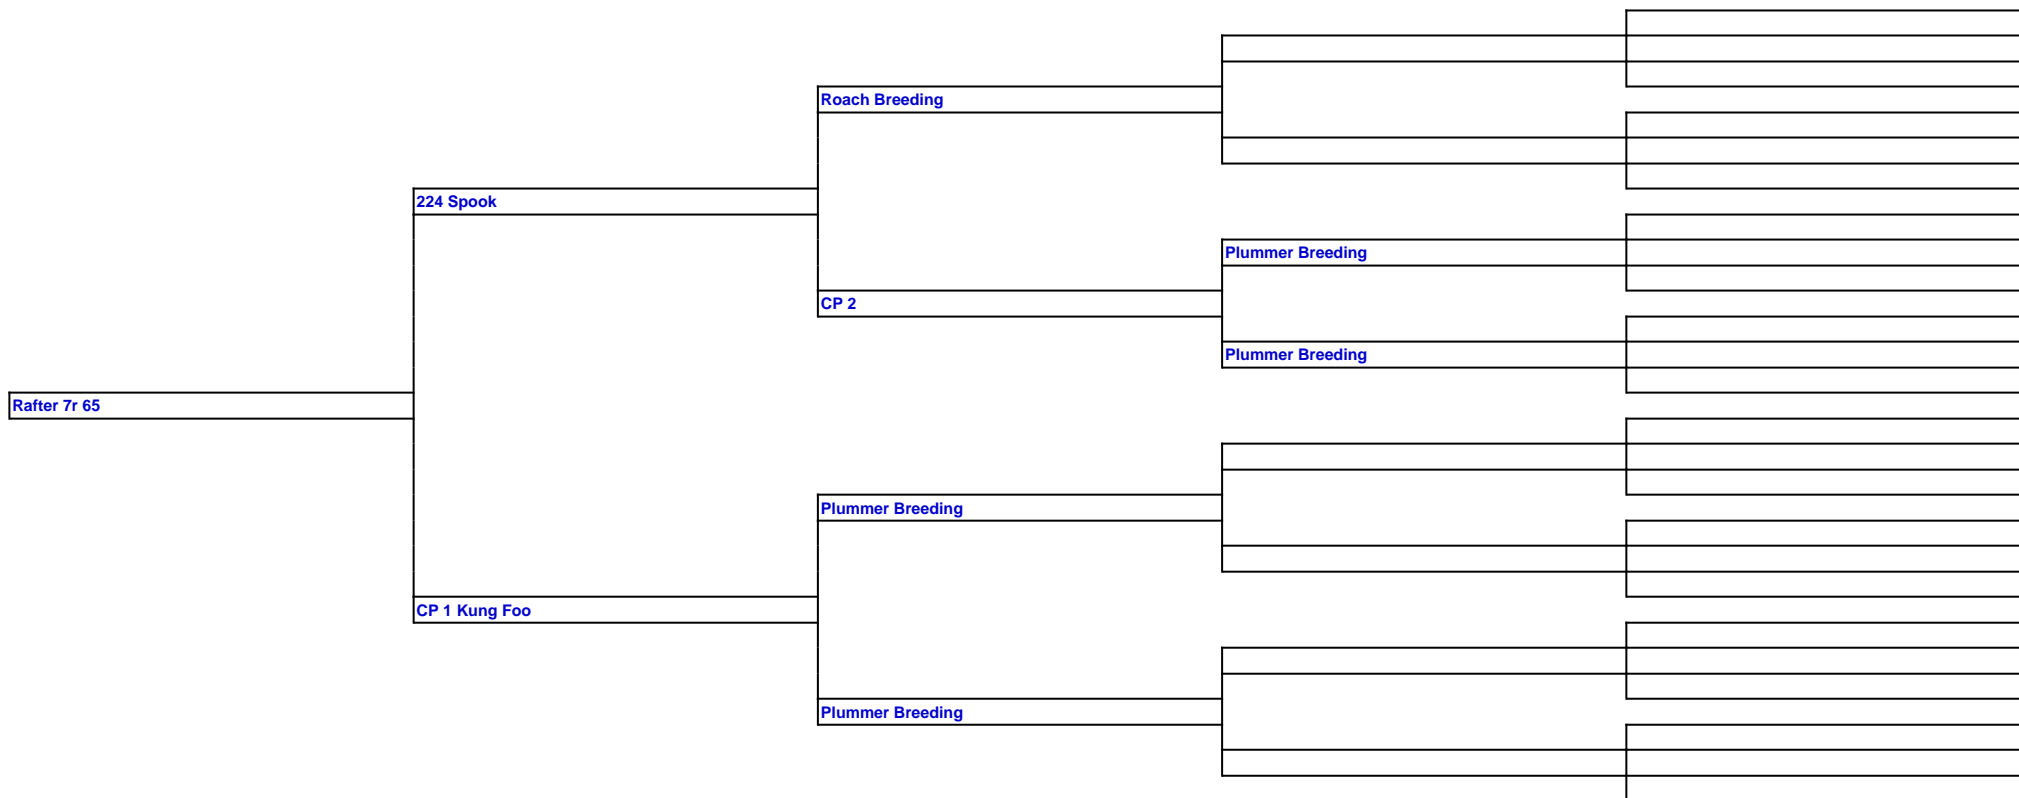 Roach Breeding
224 Spook
Plummer Breeding
CP 2
Plummer Breeding
Rafter 7r 65
Plummer Breeding
CP 1 Kung Foo
Plummer Breeding